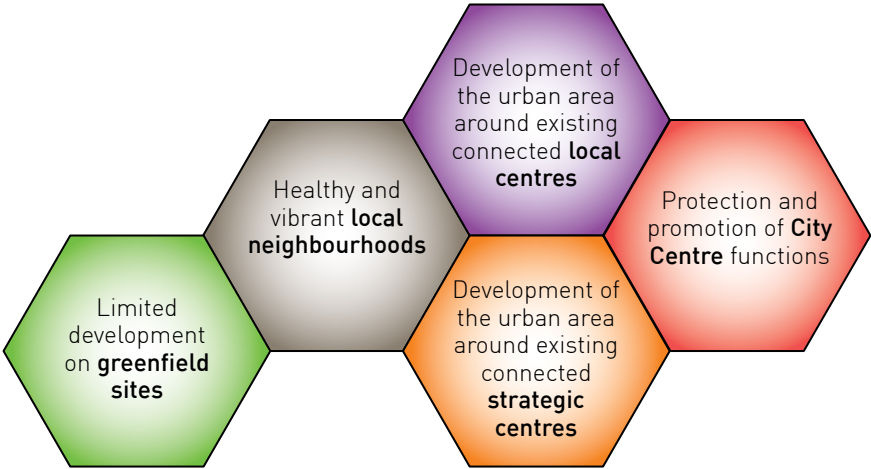 Limited
development
on greenfield
sites
Healthy and
vibrant local
neighbourhoods
Development of
the urban area
around existing
connected local
centres
Development of
the urban area
around existing
connected
strategic
centres
Protection and
promotion of City
Centre functions